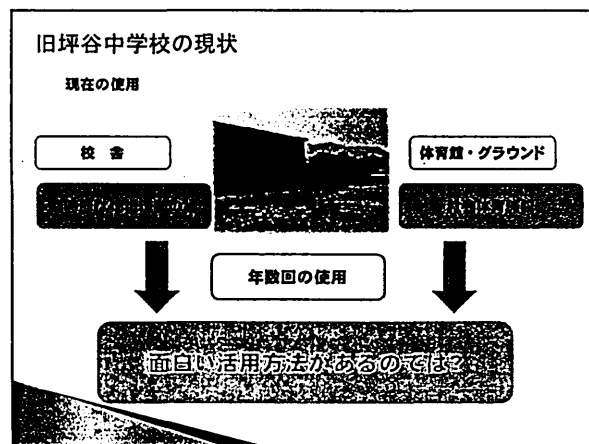 旧坪谷中学校の現状
現在の使用
校 舎
体育館・グラウンド
年数回の使用
面白い活用方法があるのでは?